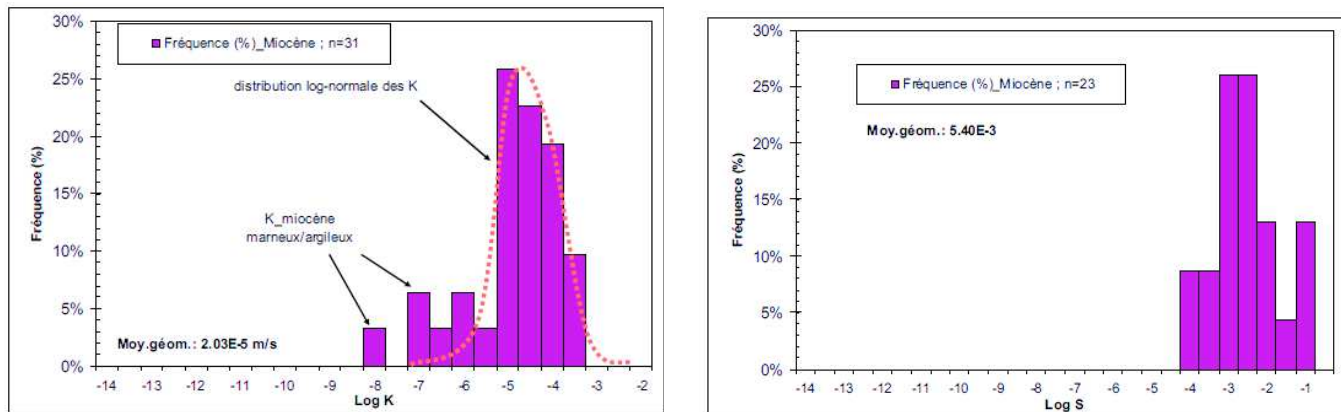 30%
25%
20%
15%
10%
5%
0%
Fréquence (%)
Fréquence (%)_Miocène ; n=31
distribution log-normale des K
K_miocène
marneux/argileux
Moy.géom.: 2.03E-5 m/s
-14 -13 -12 -11 -10 -9 -8 -7 -6 -5 -4 -3 -2
Log K
30%
25%
20%
15%
10%
5%
0%
Fréquence (%)
Fréquence (%)_Miocène ; n=23
Moy.géom.: 5.40E-3
-14 -13 -12 -11 -10 -9 -8 -7 -6 -5 -4 -3 -2 -1
Log S